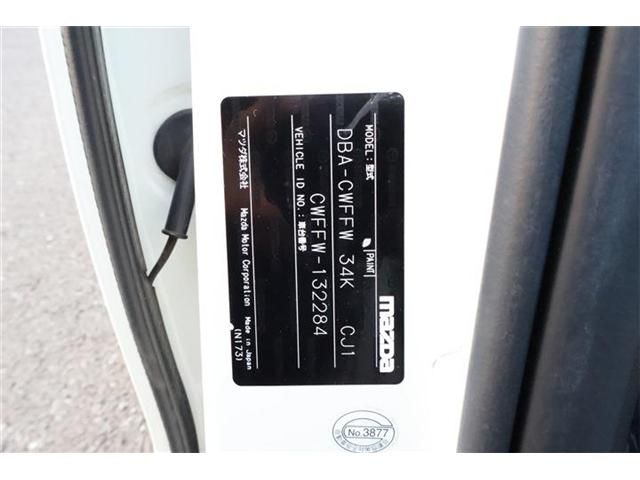 mazda
MODEL:型式 PAINT
DBA-CWFFW 34K CJ1
VEHICLE ID NO.:車台番号
CWFFW-132284
マツダ株式会社 Mazda Motor Corporation Made in Japan
(N173)
No.3877